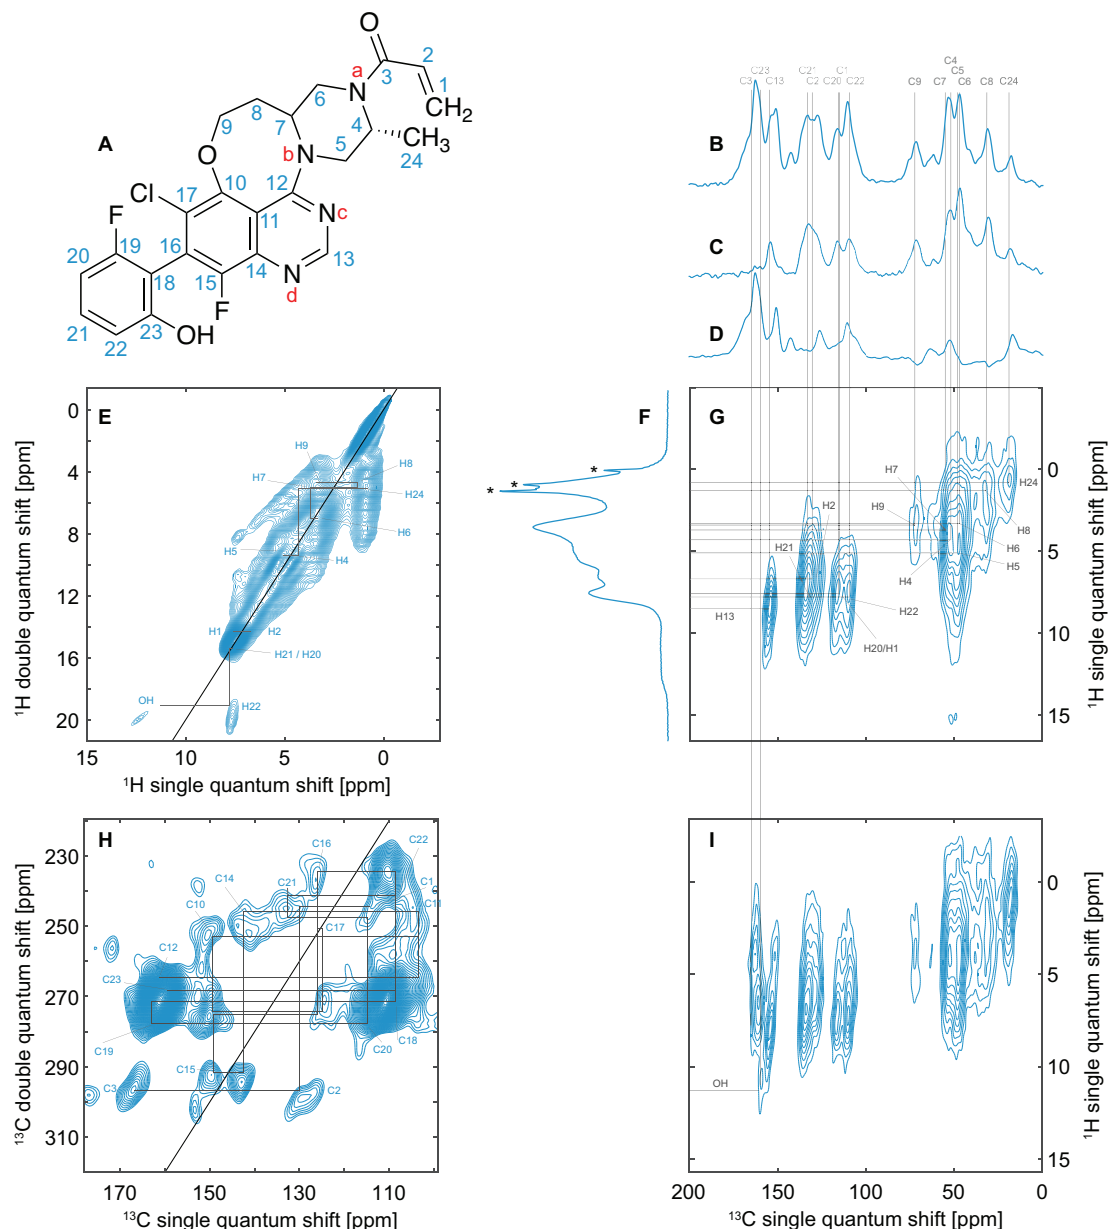 O
2
a
3
1
N
CH₂
6
8
7
4
9
5
CH₃
A
N
24
b
O
Cl
10
12
17
N
c
F
11
19
16
13
20
14
N
15
18
d
F
21
23
OH
22
C4
C23
C21
C1
C5
C3
C13
C2
C20
C22
C9
C7
C6
C8
C24
B
C
D
E
0
4
8
12
16
20
¹H double quantum shift [ppm]
H9
H8
H7
H24
H6
H5
H4
H1
H2
H21 / H20
OH
H22
15
10
5
0
¹H single quantum shift [ppm]
F
*
*
*
G
H7
H24
H9
H2
H8
H6
H21
H4
H5
H13
H22
H20/H1
0
5
10
15
¹H single quantum shift [ppm]
H
230
250
270
290
310
¹³C double quantum shift [ppm]
C16
C22
C14
C21
C1
C10
C11
C17
C12
C23
C19
C20
C18
C15
C3
C2
170
150
130
110
¹³C single quantum shift [ppm]
I
OH
0
5
10
15
¹H single quantum shift [ppm]
200
150
100
50
0
¹³C single quantum shift [ppm]